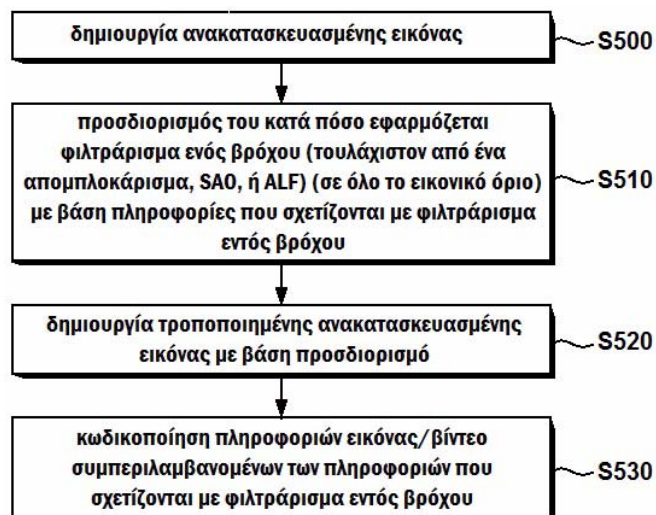 δημιουργία ανακατασκευασμένης εικόνας
S500
προσδιορισμός του κατά πόσο εφαρμόζεται
φιλτράρισμα ενός βρόχου (τουλάχιστον από ένα
απομπλοκάρισμα, SAO, ή ALF) (σε όλο το εικονικό όριο)
με βάση πληροφορίες που σχετίζονται με φιλτράρισμα
εντός βρόχου
S510
δημιουργία τροποποιημένης ανακατασκευασμένης
εικόνας με βάση προσδιορισμό
S520
κωδικοποίηση πληροφοριών εικόνας/βίντεο
συμπεριλαμβανομένων των πληροφοριών που
σχετίζονται με φιλτράρισμα εντός βρόχου
S530